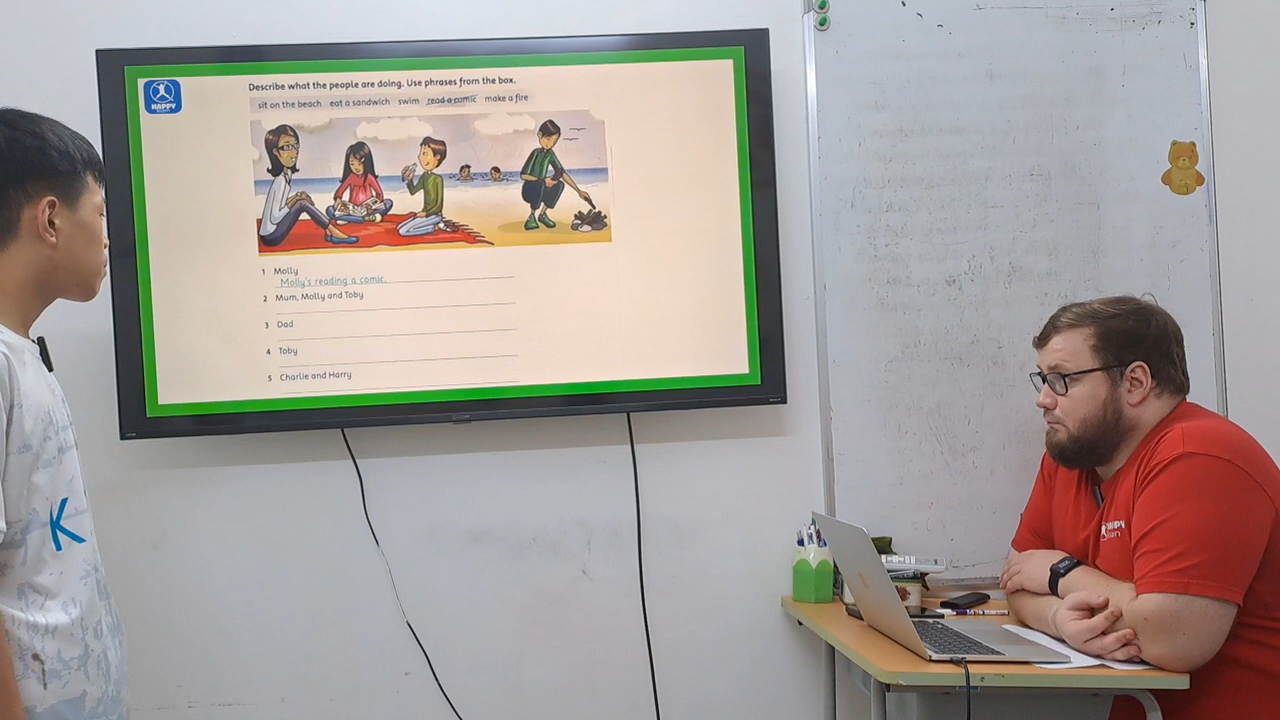 HAPPY
Describe what the people are doing. Use phrases from the box.
sit on the beach eat a sandwich swim read a comic make a fire
1 Molly
Molly's reading a comic.
2 Mum, Molly and Toby
3 Dad
4 Toby
5 Charlie and Harry
K